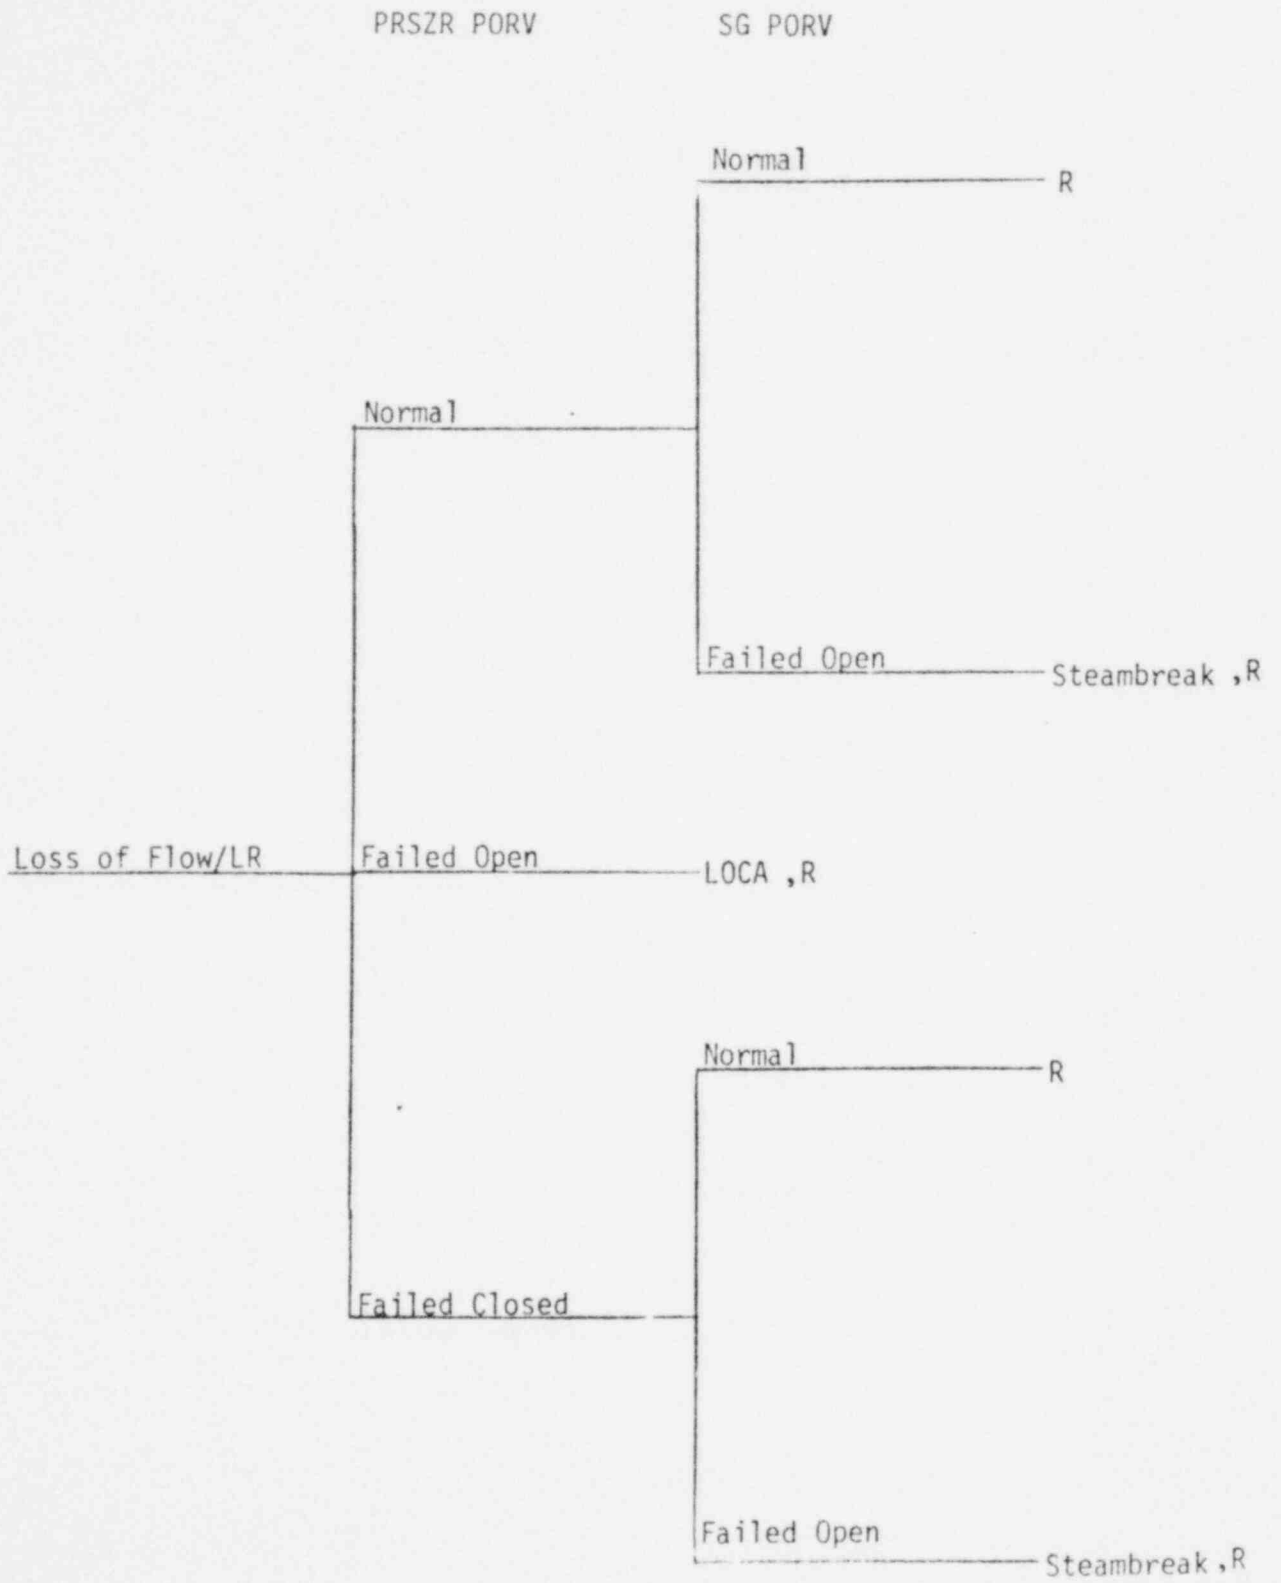 PRSZR PORV SG PORV
Normal
R
Normal
Failed Open
Steambreak ,R
Loss of Flow/LR
Failed Open
LOCA ,R
Normal
R
Failed Closed
Failed Open
Steambreak ,R